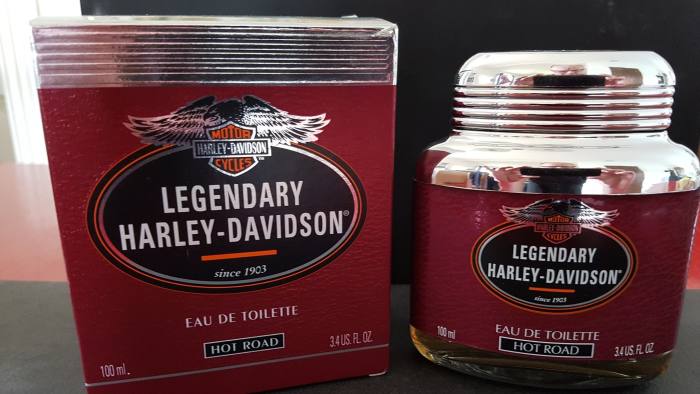 MOTOR
HARLEY-DAVIDSON
CYCLES
TM
LEGENDARY
HARLEY-DAVIDSON®
since 1903
EAU DE TOILETTE
HOT ROAD
100 ml.
3.4 US. FL. OZ.
MOTOR
HARLEY-DAVIDSON
CYCLES
LEGENDARY
HARLEY-DAVIDSON®
since 1903
100 ml
EAU DE TOILETTE
HOT ROAD
3.4 US. FL. OZ.